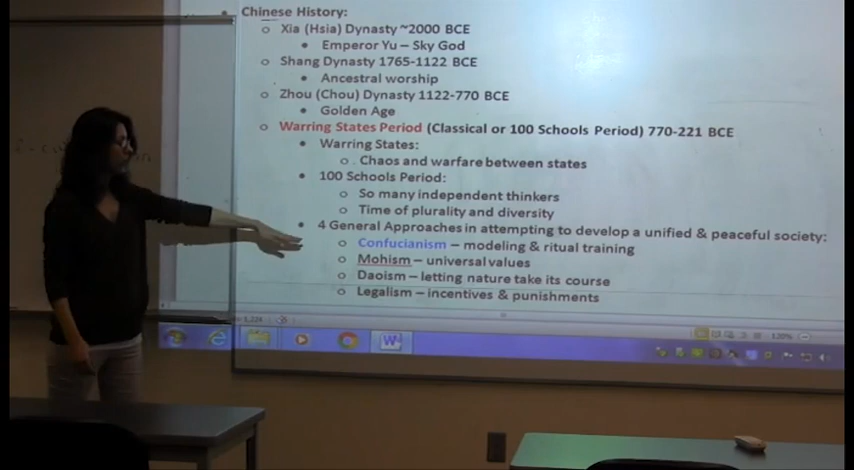 Chinese History:
Xia (Hsia) Dynasty ~2000 BCE
Emperor Yu – Sky God
Shang Dynasty 1765-1122 BCE
Ancestral worship
Zhou (Chou) Dynasty 1122-770 BCE
Golden Age
Warring States Period (Classical or 100 Schools Period) 770-221 BCE
Warring States:
Chaos and warfare between states
100 Schools Period:
So many independent thinkers
Time of plurality and diversity
4 General Approaches in attempting to develop a unified & peaceful society:
Confucianism – modeling & ritual training
Mohism – universal values
Daoism – letting nature take its course
Legalism – incentives & punishments
120%